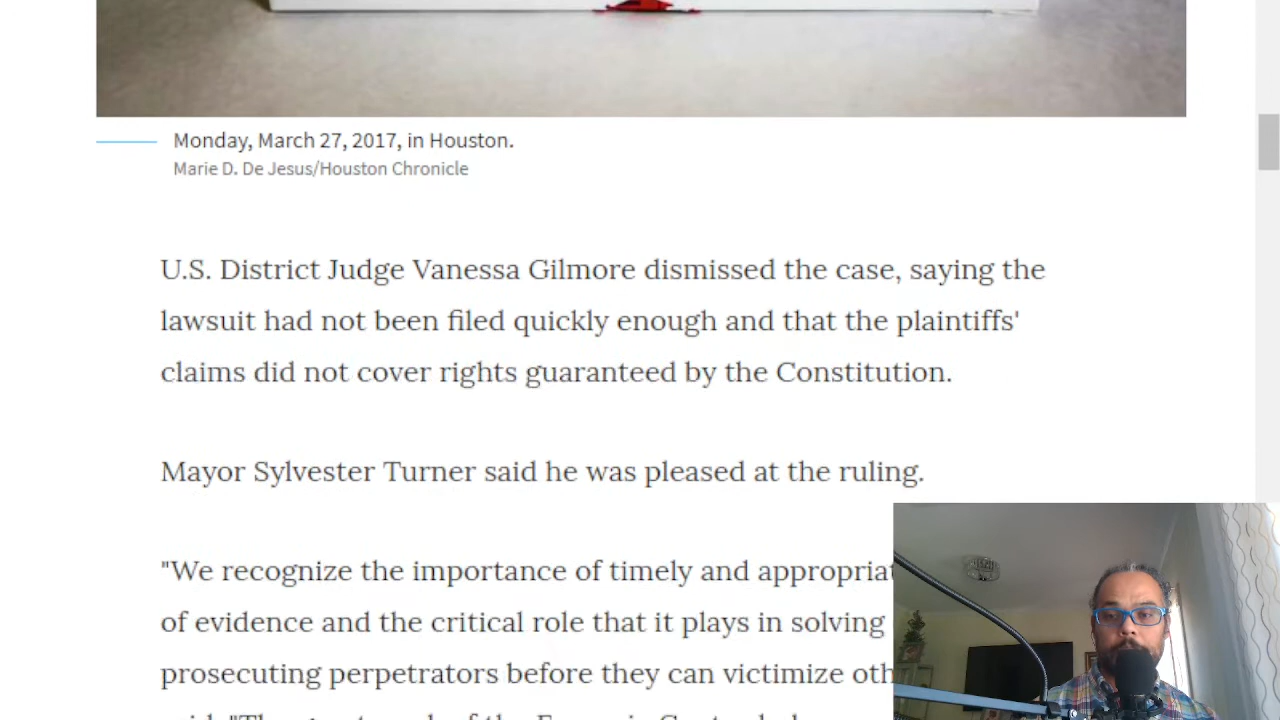 Monday, March 27, 2017, in Houston.
Marie D. De Jesus/Houston Chronicle
U.S. District Judge Vanessa Gilmore dismissed the case, saying the
lawsuit had not been filed quickly enough and that the plaintiffs'
claims did not cover rights guaranteed by the Constitution.
Mayor Sylvester Turner said he was pleased at the ruling.
"We recognize the importance of timely and
of evidence and the critical role that it plays in solving
prosecuting perpetrators before they can victimize